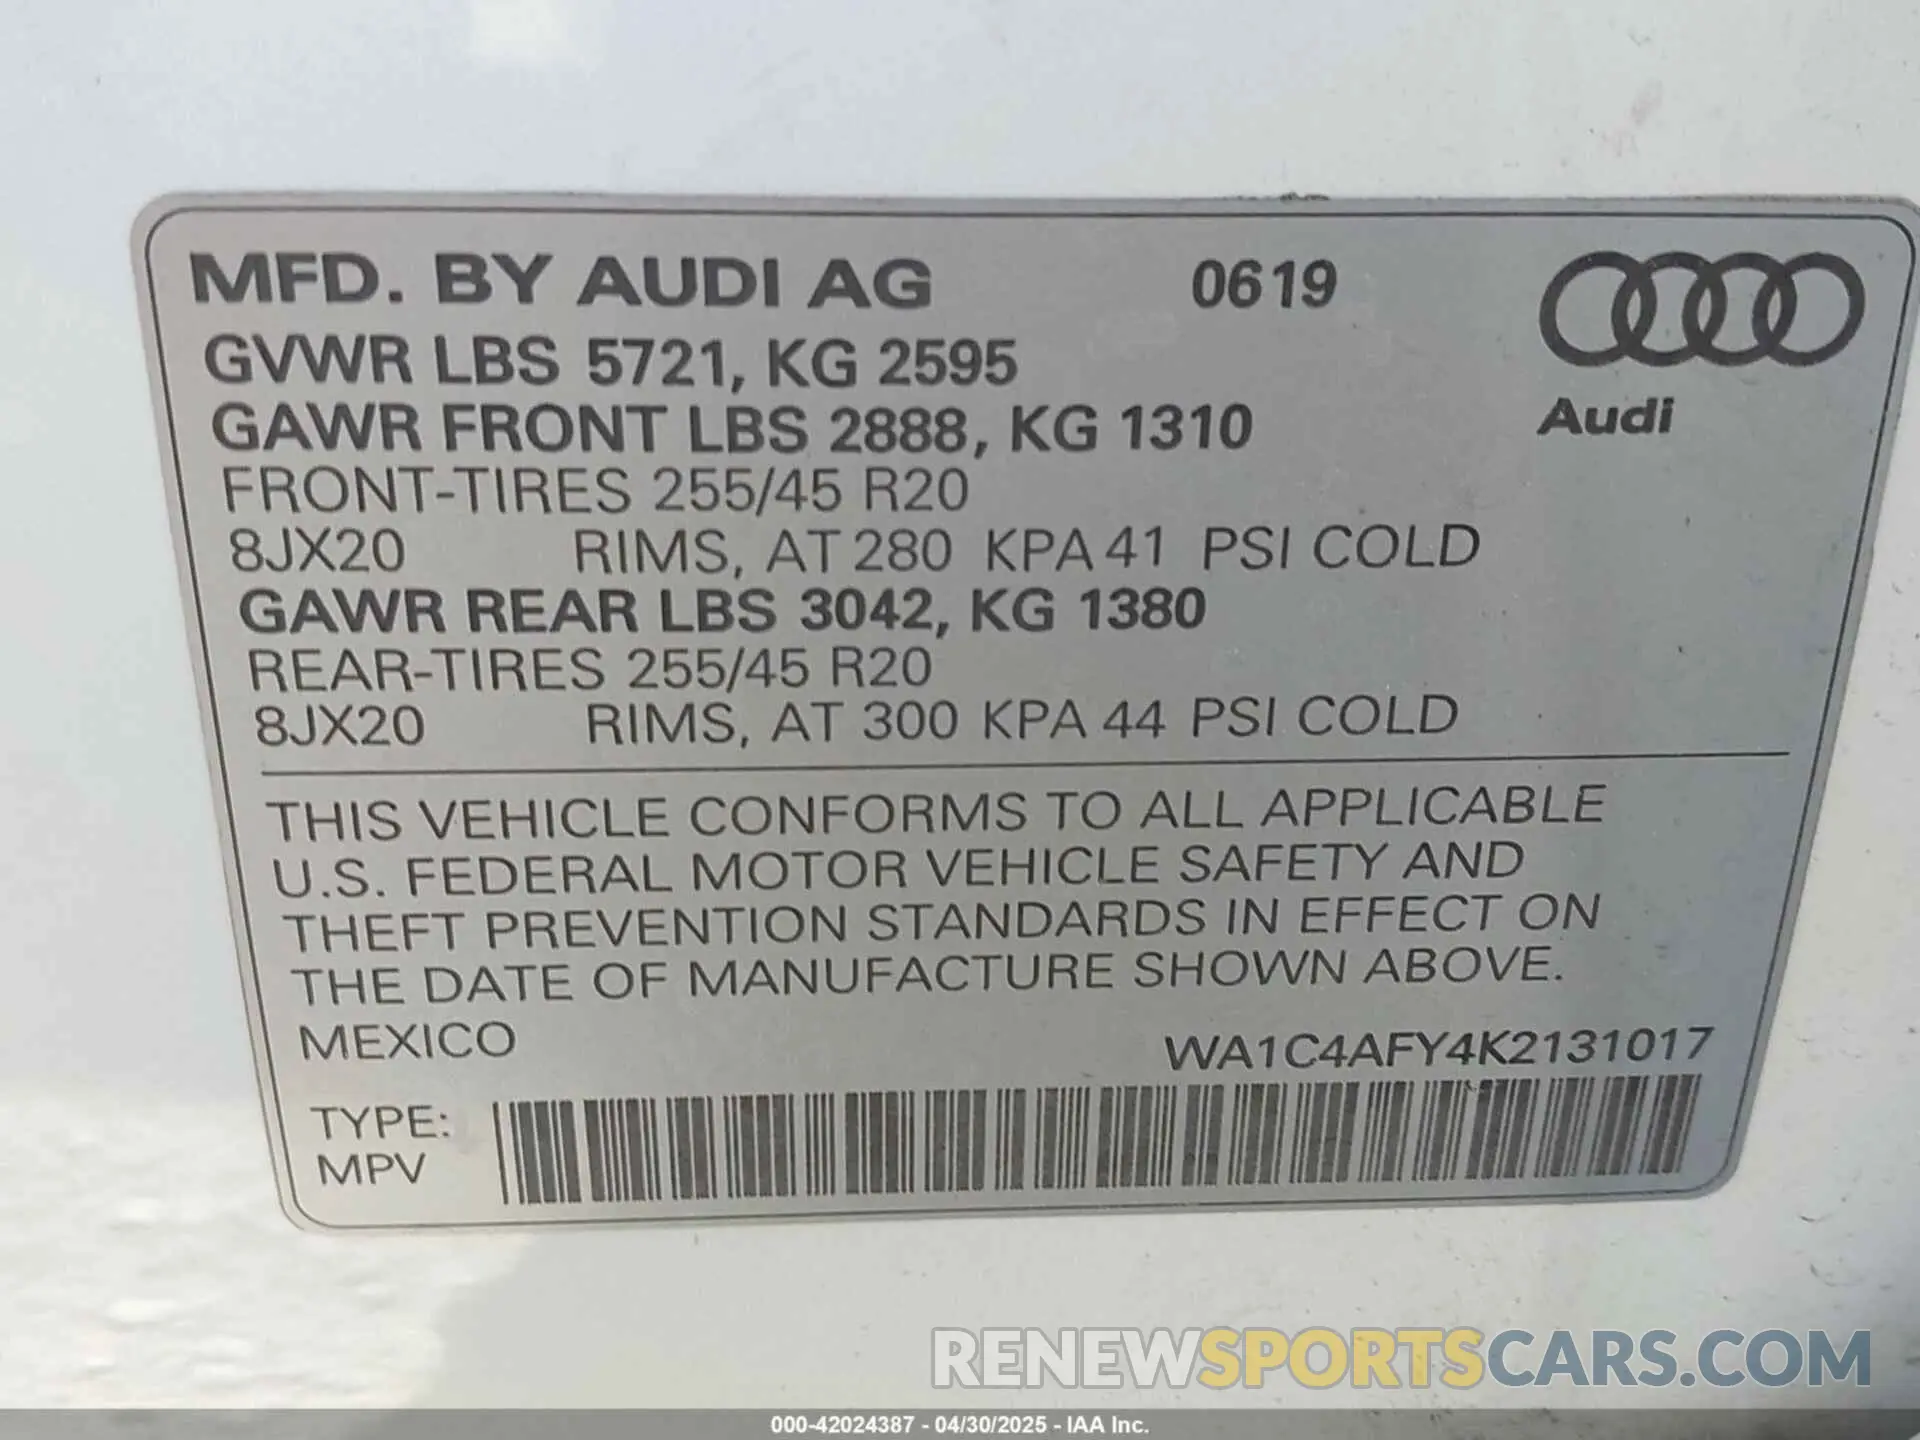 MFD. BY AUDI AG 0619
GVWR LBS 5721, KG 2595
GAWR FRONT LBS 2888, KG 1310
Audi
FRONT-TIRES 255/45 R20
8JX20 RIMS, AT 280 KPA 41 PSI COLD
GAWR REAR LBS 3042, KG 1380
REAR-TIRES 255/45 R20
8JX20 RIMS, AT 300 KPA 44 PSI COLD
THIS VEHICLE CONFORMS TO ALL APPLICABLE
U.S. FEDERAL MOTOR VEHICLE SAFETY AND
THEFT PREVENTION STANDARDS IN EFFECT ON
THE DATE OF MANUFACTURE SHOWN ABOVE.
MEXICO WA1C4AFY4K2131017
TYPE:
MPV
RENEWSPORTSCARS.COM
000-42024387 - 04/30/2025 - IAA Inc.